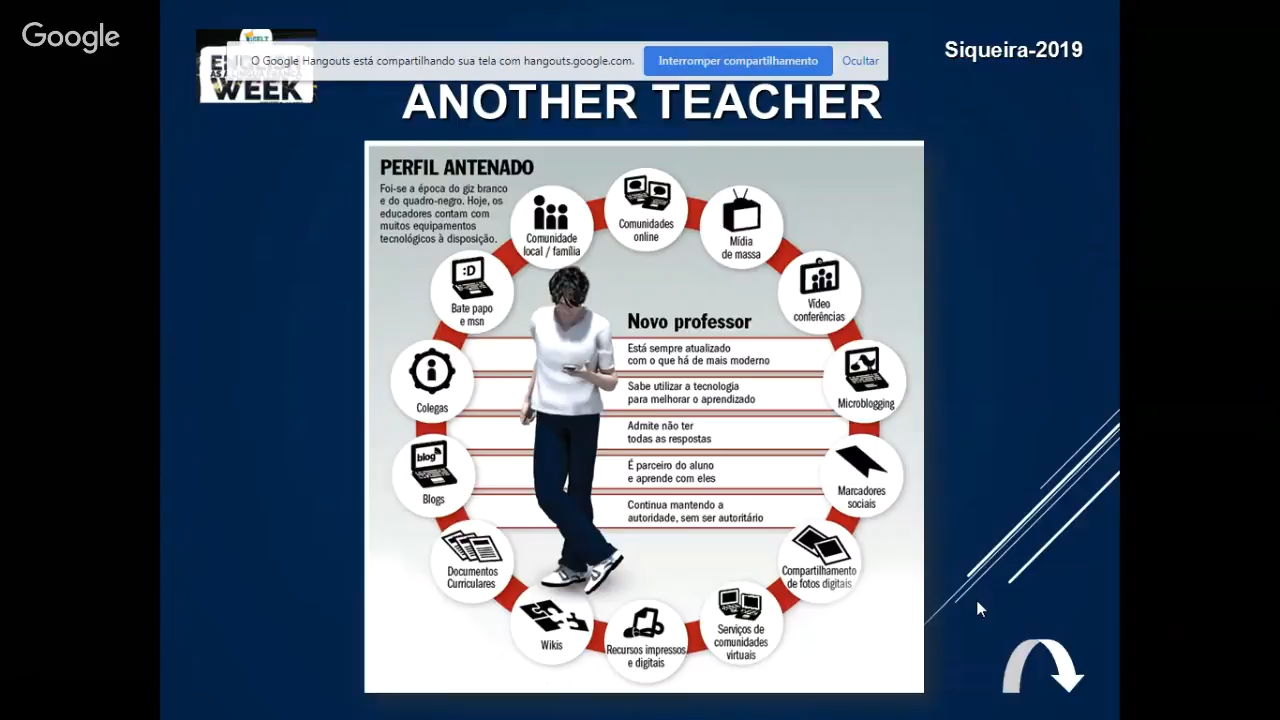 Google
O Google Hangouts está compartilhando sua tela com hangouts.google.com.
Interromper compartilhamento
Ocultar
Siqueira-2019
WEEK
ANOTHER TEACHER
PERFIL ANTENADO
Foi-se a época do giz branco
e do quadro-negro. Hoje, os
educadores contam com
muitos equipamentos
tecnológicos à disposição.
Comunidade
local / família
Comunidades
online
Mídia
de massa
:D
Bate papo
e msn
Vídeo
conferências
Novo professor
Está sempre atualizado
com o que há de mais moderno
Sabe utilizar a tecnologia
para melhorar o aprendizado
Admite não ter
todas as respostas
É parceiro do aluno
e aprende com eles
Continua mantendo a
autoridade, sem ser autoritário
Colegas
Microblogging
blog
Blogs
Marcadores
sociais
Documentos
Curriculares
Compartilhamento
de fotos digitais
Wikis
Recursos impressos
e digitais
Serviços de
comunidades
virtuais